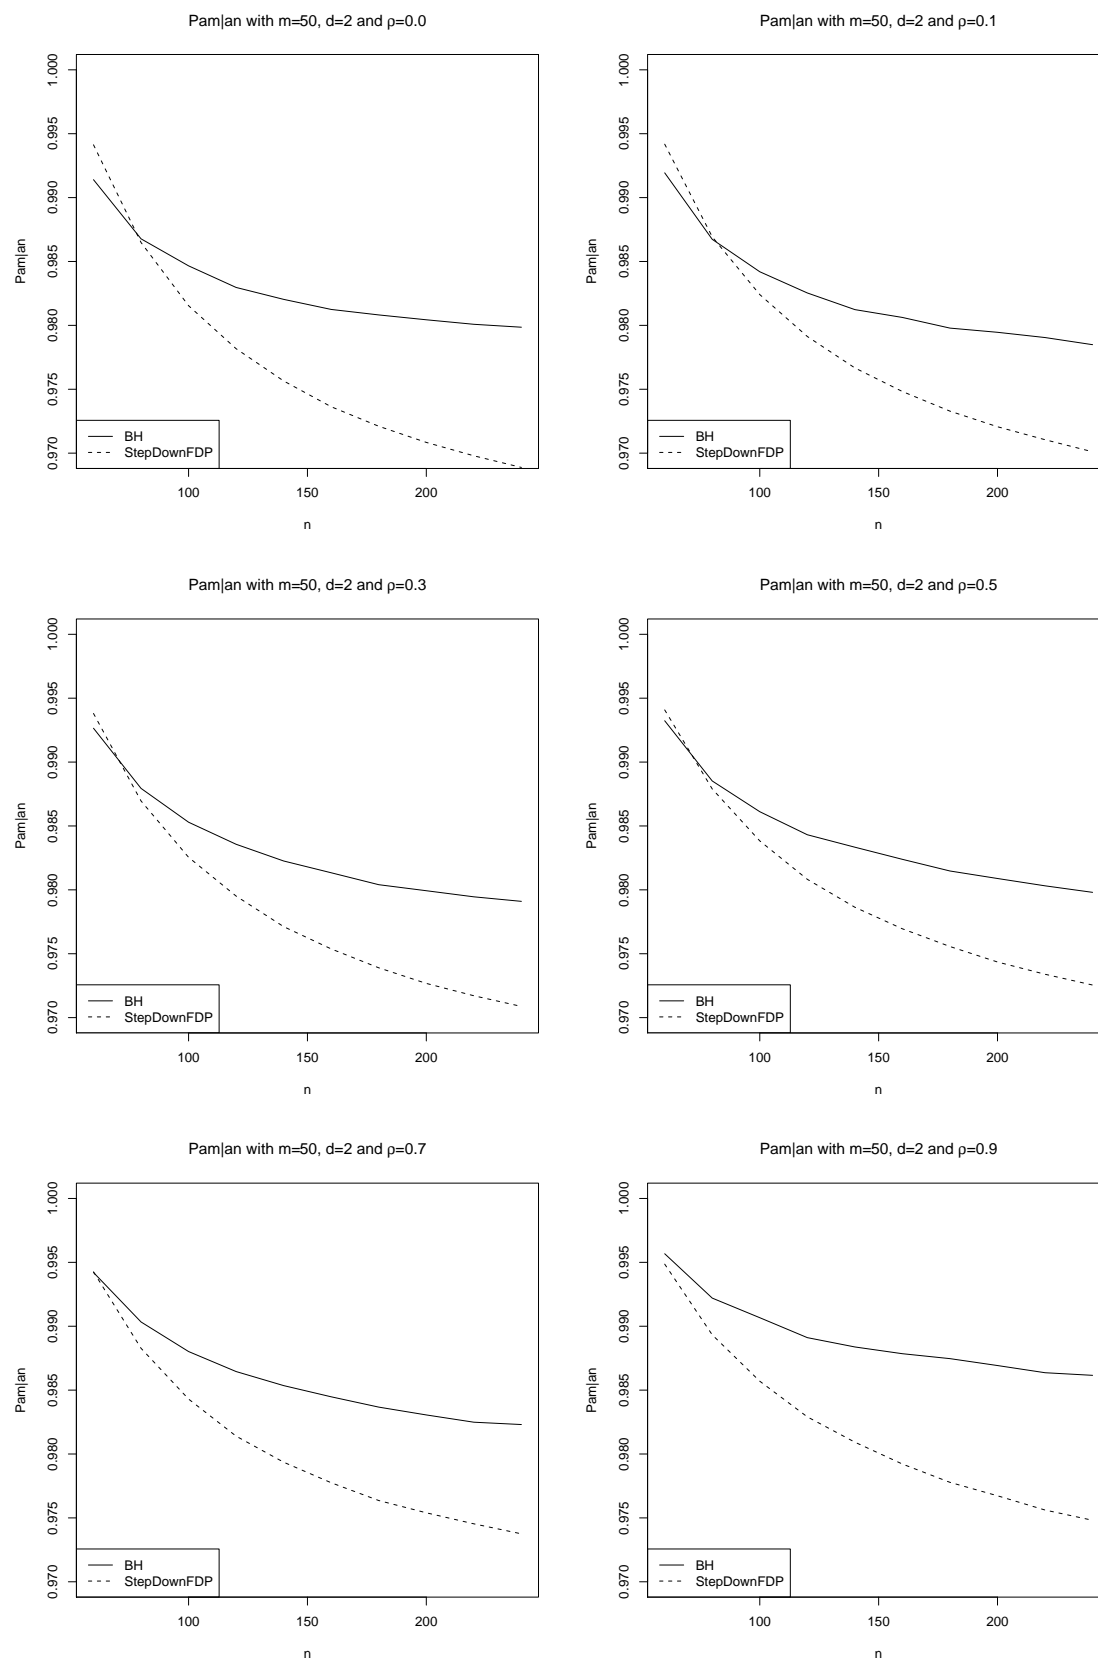 Pam|an with m=50, d=2 and ρ=0.0
Pam|an
1.000
0.995
0.990
0.985
0.980
0.975
0.970
BH
StepDownFDP
100
150
200
n
Pam|an with m=50, d=2 and ρ=0.1
Pam|an
1.000
0.995
0.990
0.985
0.980
0.975
0.970
BH
StepDownFDP
100
150
200
n
Pam|an with m=50, d=2 and ρ=0.3
Pam|an
1.000
0.995
0.990
0.985
0.980
0.975
0.970
BH
StepDownFDP
100
150
200
n
Pam|an with m=50, d=2 and ρ=0.5
Pam|an
1.000
0.995
0.990
0.985
0.980
0.975
0.970
BH
StepDownFDP
100
150
200
n
Pam|an with m=50, d=2 and ρ=0.7
Pam|an
1.000
0.995
0.990
0.985
0.980
0.975
0.970
BH
StepDownFDP
100
150
200
n
Pam|an with m=50, d=2 and ρ=0.9
Pam|an
1.000
0.995
0.990
0.985
0.980
0.975
0.970
BH
StepDownFDP
100
150
200
n